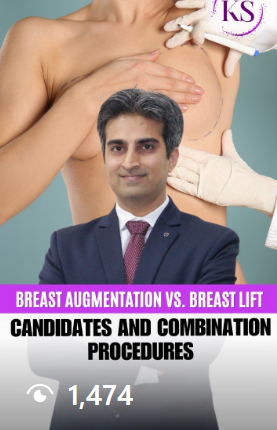 KS
BREAST AUGMENTATION VS. BREAST LIFT
CANDIDATES AND COMBINATION
PROCEDURES
1,474